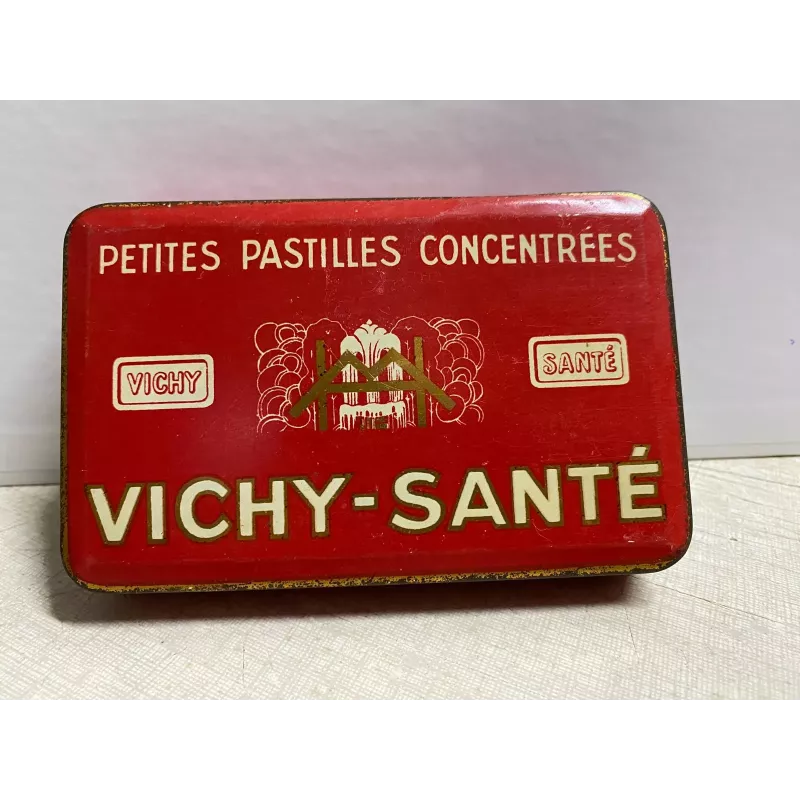 PETITES PASTILLES CONCENTRÉES
VICHY
SANTÉ
VICHY-SANTÉ